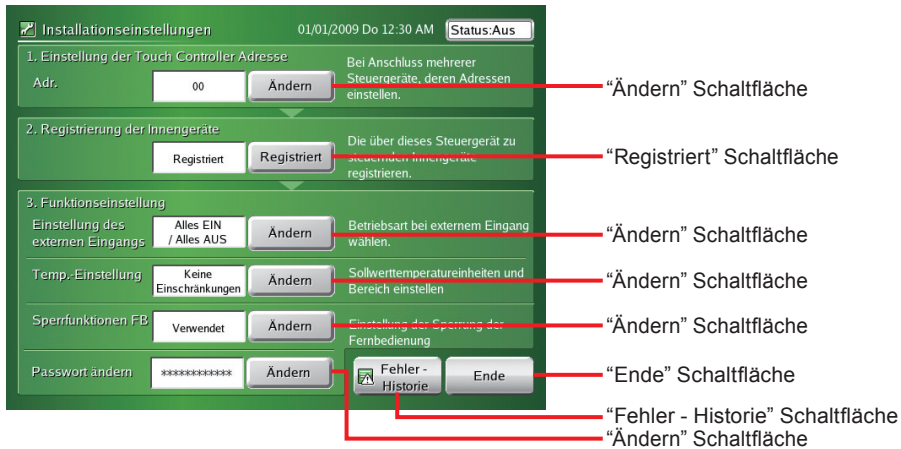 Installationseinstellungen 01/01/2009 Do 12:30 AM Status:Aus
1. Einstellung der Touch Controller Adresse
Adr. 00 Ändern
Bei Anschluss mehrerer
Steuergeräte, deren Adressen
einstellen.
"Ändern" Schaltfläche
2. Registrierung der Innengeräte
Registriert Registriert
Die über dieses Steuergerät zu
steuernden Innengeräte
registrieren.
"Registriert" Schaltfläche
3. Funktionseinstellung
Einstellung des
externen Eingangs
Alles EIN
/ Alles AUS
Ändern
Betriebsart bei externem Eingang
wählen.
"Ändern" Schaltfläche
Temp.-Einstellung
Keine
Einschränkungen
Ändern
Sollwerttemperatureinheiten und
Bereich einstellen
"Ändern" Schaltfläche
Sperrfunktionen FB Verwendet Ändern
Einstellung der Sperrung der
Fernbedienung
"Ändern" Schaltfläche
Passwort ändern ************ Ändern
Fehler -
Historie
Ende
"Ende" Schaltfläche
"Fehler - Historie" Schaltfläche
"Ändern" Schaltfläche